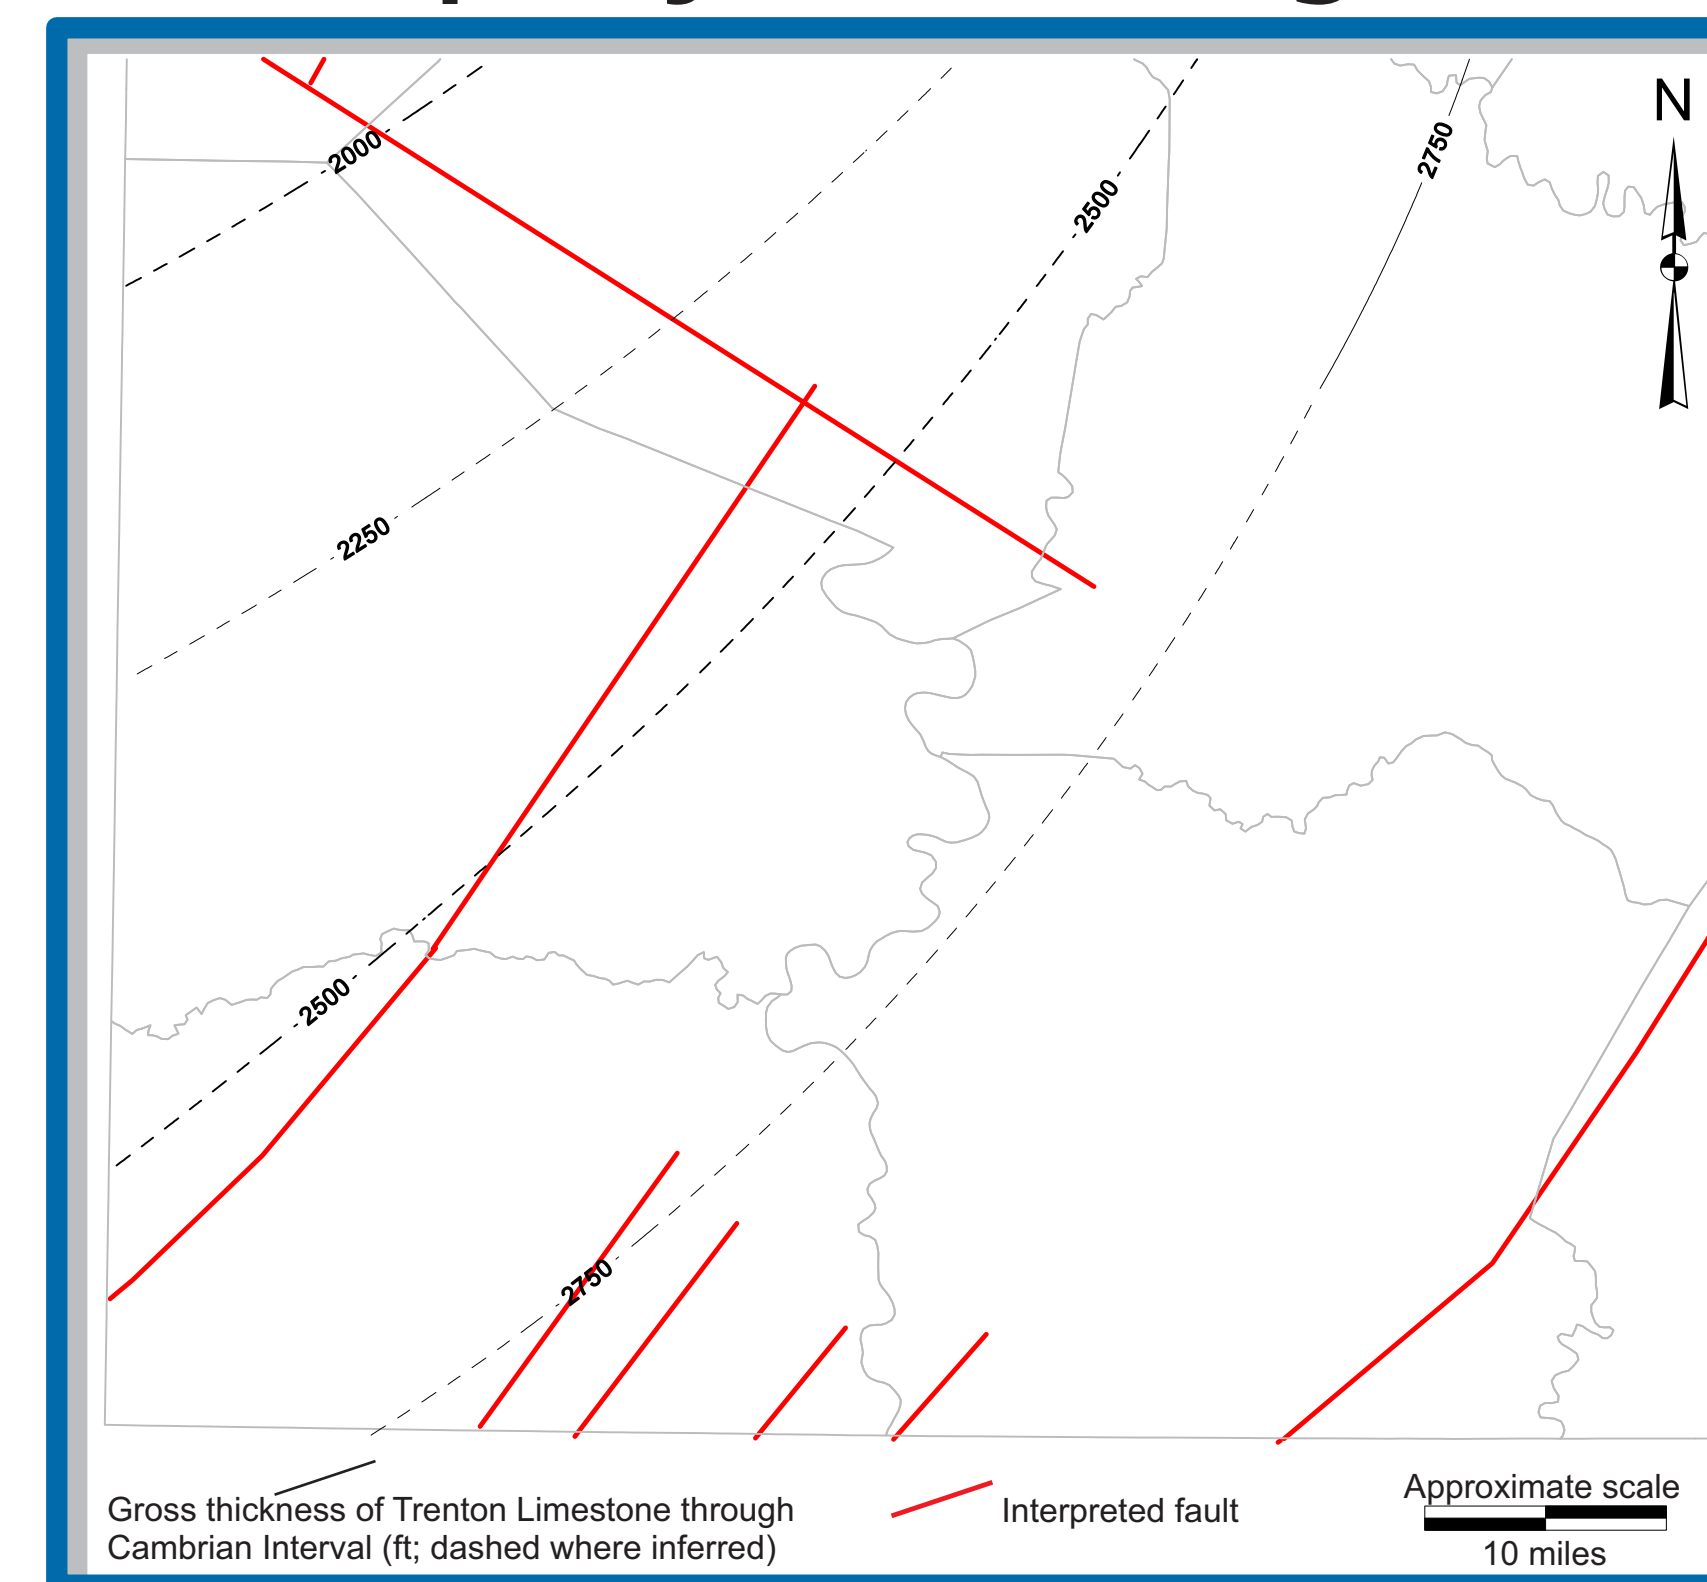 N
2000
2750
2500
2250
2500
2750
Approximate scale
Gross thickness of Trenton Limestone through
Interpreted fault
Cambrian Interval (ft; dashed where inferred)
10 miles